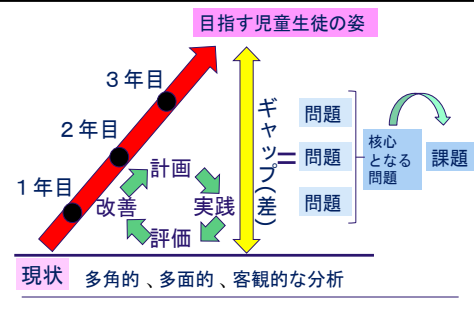 目指す児童生徒の姿
3年目
2年目
1年目
計画
改善
実践
評価
ギャップ(差)
=
問題
問題
問題
核心
となる
問題
課題
現状
多角的、多面的、客観的な分析